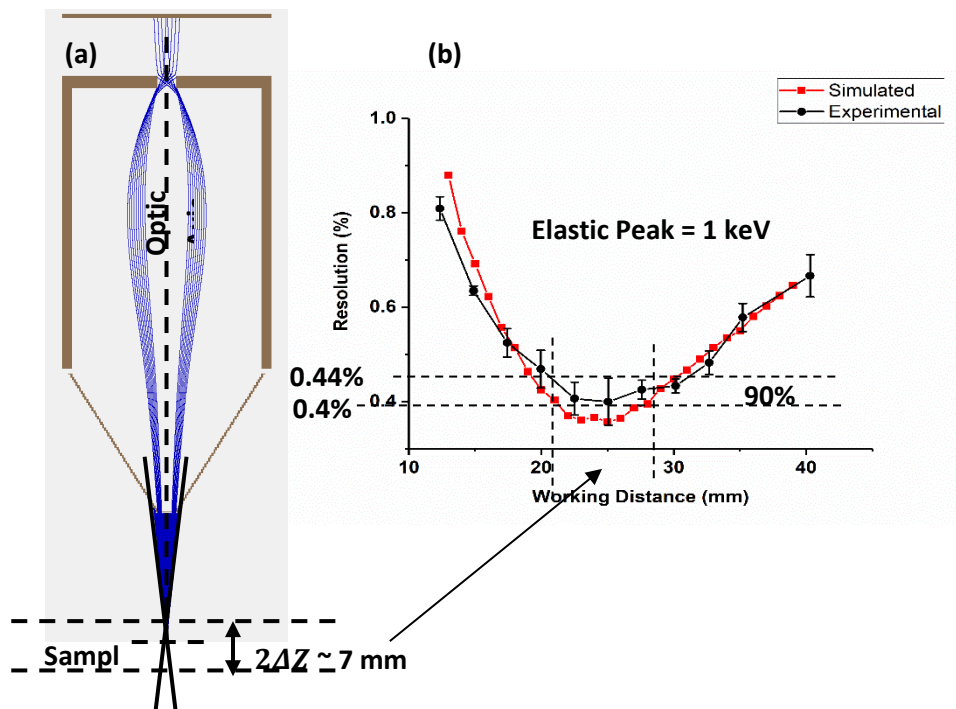 (a)
(b)
Simulated
Experimental
1.0
0.8
0.6
0.4
Resolution (%)
Elastic Peak = 1 keV
0.44%
0.4%
90%
10
20
30
40
Working Distance (mm)
Optic
Sampl
2ΔZ ~ 7 mm